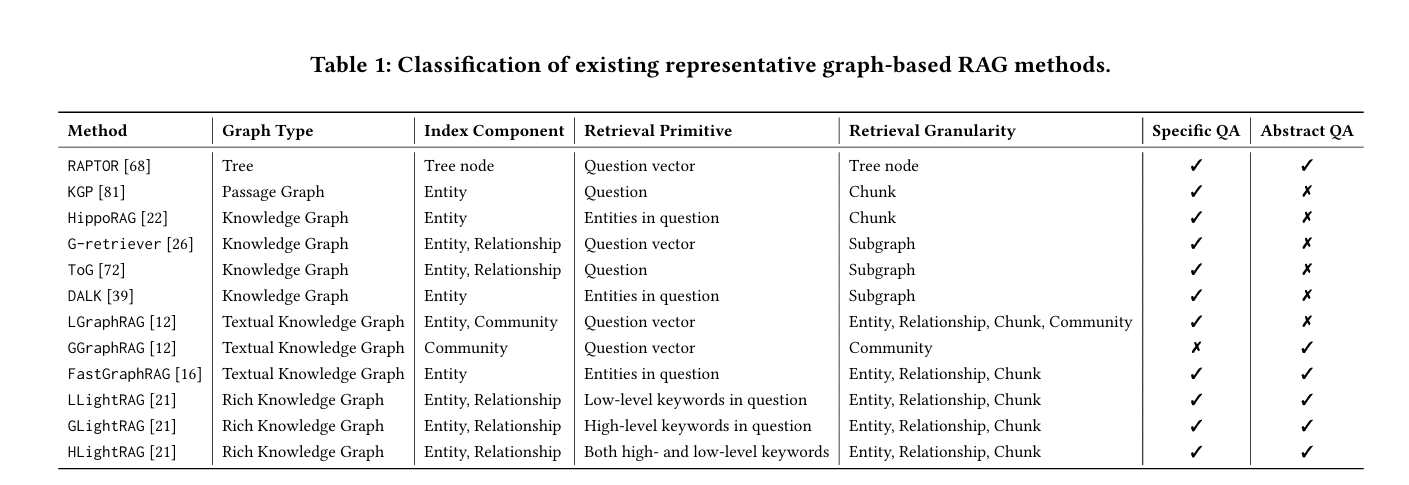 Table 1: Classification of existing representative graph-based RAG methods.
Method Graph Type Index Component Retrieval Primitive Retrieval Granularity Specific QA Abstract QA
RAPTOR [68] Tree Tree node Question vector Tree node ✓ ✓
KGP [81] Passage Graph Entity Question Chunk ✓ ✗
HippoRAG [22] Knowledge Graph Entity Entities in question Chunk ✓ ✗
G-retriever [26] Knowledge Graph Entity, Relationship Question vector Subgraph ✓ ✗
ToG [72] Knowledge Graph Entity, Relationship Question Subgraph ✓ ✗
DALK [39] Knowledge Graph Entity Entities in question Subgraph ✓ ✗
LGraphRAG [12] Textual Knowledge Graph Entity, Community Question vector Entity, Relationship, Chunk, Community ✓ ✗
GGraphRAG [12] Textual Knowledge Graph Community Question vector Community ✗ ✓
FastGraphRAG [16] Textual Knowledge Graph Entity Entities in question Entity, Relationship, Chunk ✓ ✓
LLightRAG [21] Rich Knowledge Graph Entity, Relationship Low-level keywords in question Entity, Relationship, Chunk ✓ ✓
GLightRAG [21] Rich Knowledge Graph Entity, Relationship High-level keywords in question Entity, Relationship, Chunk ✓ ✓
HLightRAG [21] Rich Knowledge Graph Entity, Relationship Both high- and low-level keywords Entity, Relationship, Chunk ✓ ✓